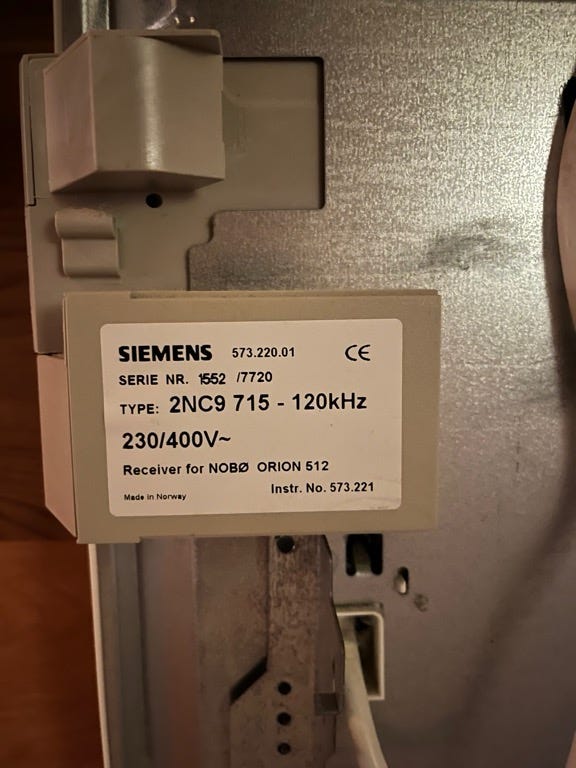 SIEMENS 573.220.01 CE
SERIE NR. 1552 /7720
TYPE: 2NC9 715 - 120kHz
230/400V~
Receiver for NOBØ ORION 512
Instr. No. 573.221
Made in Norway